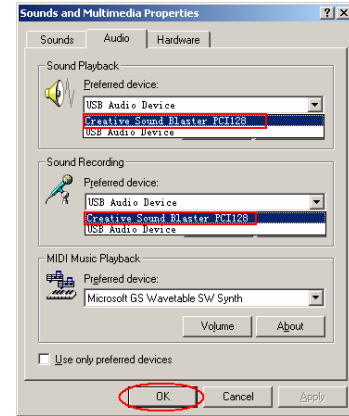 Sounds and Multimedia Properties
Sounds Audio Hardware
Sound Playback
Preferred device:
USB Audio Device
Creative Sound Blaster PCI128
USB Audio Device
Sound Recording
Preferred device:
USB Audio Device
Creative Sound Blaster PCI128
USB Audio Device
MIDI Music Playback
Preferred device:
Microsoft GS Wavetable SW Synth
Volume About
Use only preferred devices
OK Cancel Apply